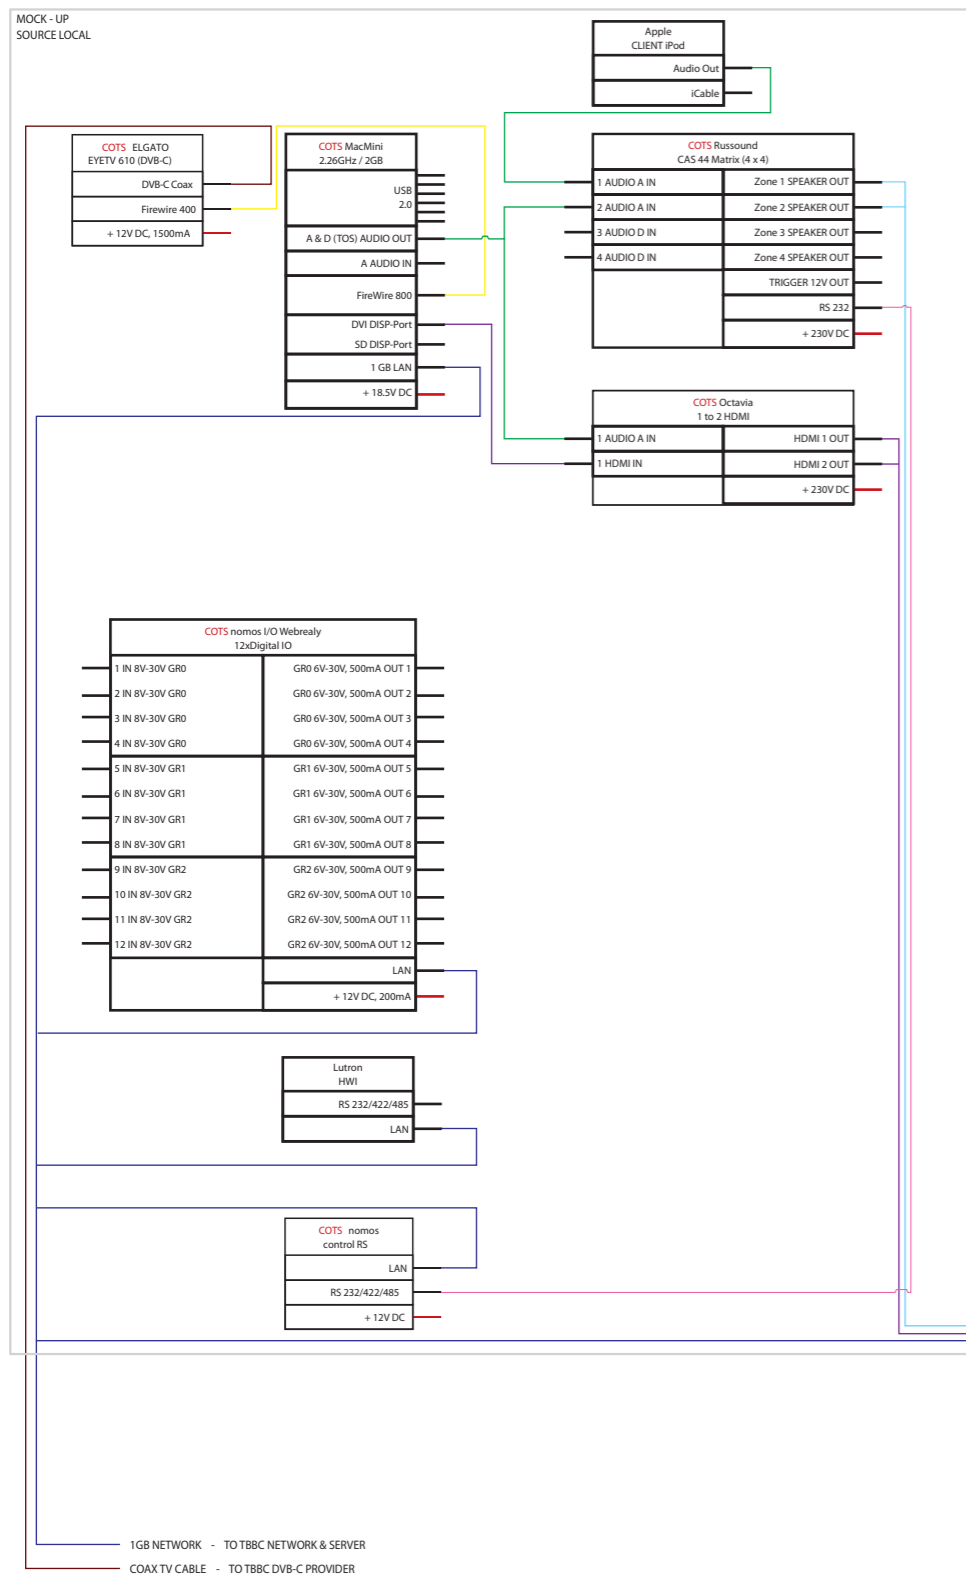 MOCK - UP
SOURCE LOCAL
Apple
CLIENT iPod
Audio Out
iCable
COTS ELGATO
EYETV 610 (DVB-C)
DVB-C Coax
Firewire 400
+ 12V DC, 1500mA
COTS MacMini
2.26GHz / 2GB
USB
2.0
A & D (TOS) AUDIO OUT
A AUDIO IN
FireWire 800
DVI DISP-Port
SD DISP-Port
1 GB LAN
+ 18.5V DC
COTS Russound
CAS 44 Matrix (4 x 4)
1 AUDIO A IN
Zone 1 SPEAKER OUT
2 AUDIO A IN
Zone 2 SPEAKER OUT
3 AUDIO D IN
Zone 3 SPEAKER OUT
4 AUDIO D IN
Zone 4 SPEAKER OUT
TRIGGER 12V OUT
RS 232
+ 230V DC
COTS Octavia
1 to 2 HDMI
1 AUDIO A IN
HDMI 1 OUT
1 HDMI IN
HDMI 2 OUT
+ 230V DC
COTS nomos I/O Webrealy
12xDigital IO
1 IN 8V-30V GR0
GR0 6V-30V, 500mA OUT 1
2 IN 8V-30V GR0
GR0 6V-30V, 500mA OUT 2
3 IN 8V-30V GR0
GR0 6V-30V, 500mA OUT 3
4 IN 8V-30V GR0
GR0 6V-30V, 500mA OUT 4
5 IN 8V-30V GR1
GR1 6V-30V, 500mA OUT 5
6 IN 8V-30V GR1
GR1 6V-30V, 500mA OUT 6
7 IN 8V-30V GR1
GR1 6V-30V, 500mA OUT 7
8 IN 8V-30V GR1
GR1 6V-30V, 500mA OUT 8
9 IN 8V-30V GR2
GR2 6V-30V, 500mA OUT 9
10 IN 8V-30V GR2
GR2 6V-30V, 500mA OUT 10
11 IN 8V-30V GR2
GR2 6V-30V, 500mA OUT 11
12 IN 8V-30V GR2
GR2 6V-30V, 500mA OUT 12
LAN
+ 12V DC, 200mA
Lutron
HWI
RS 232/422/485
LAN
COTS nomos
control RS
LAN
RS 232/422/485
+ 12V DC
1GB NETWORK - TO TBBC NETWORK & SERVER
COAX TV CABLE - TO TBBC DVB-C PROVIDER